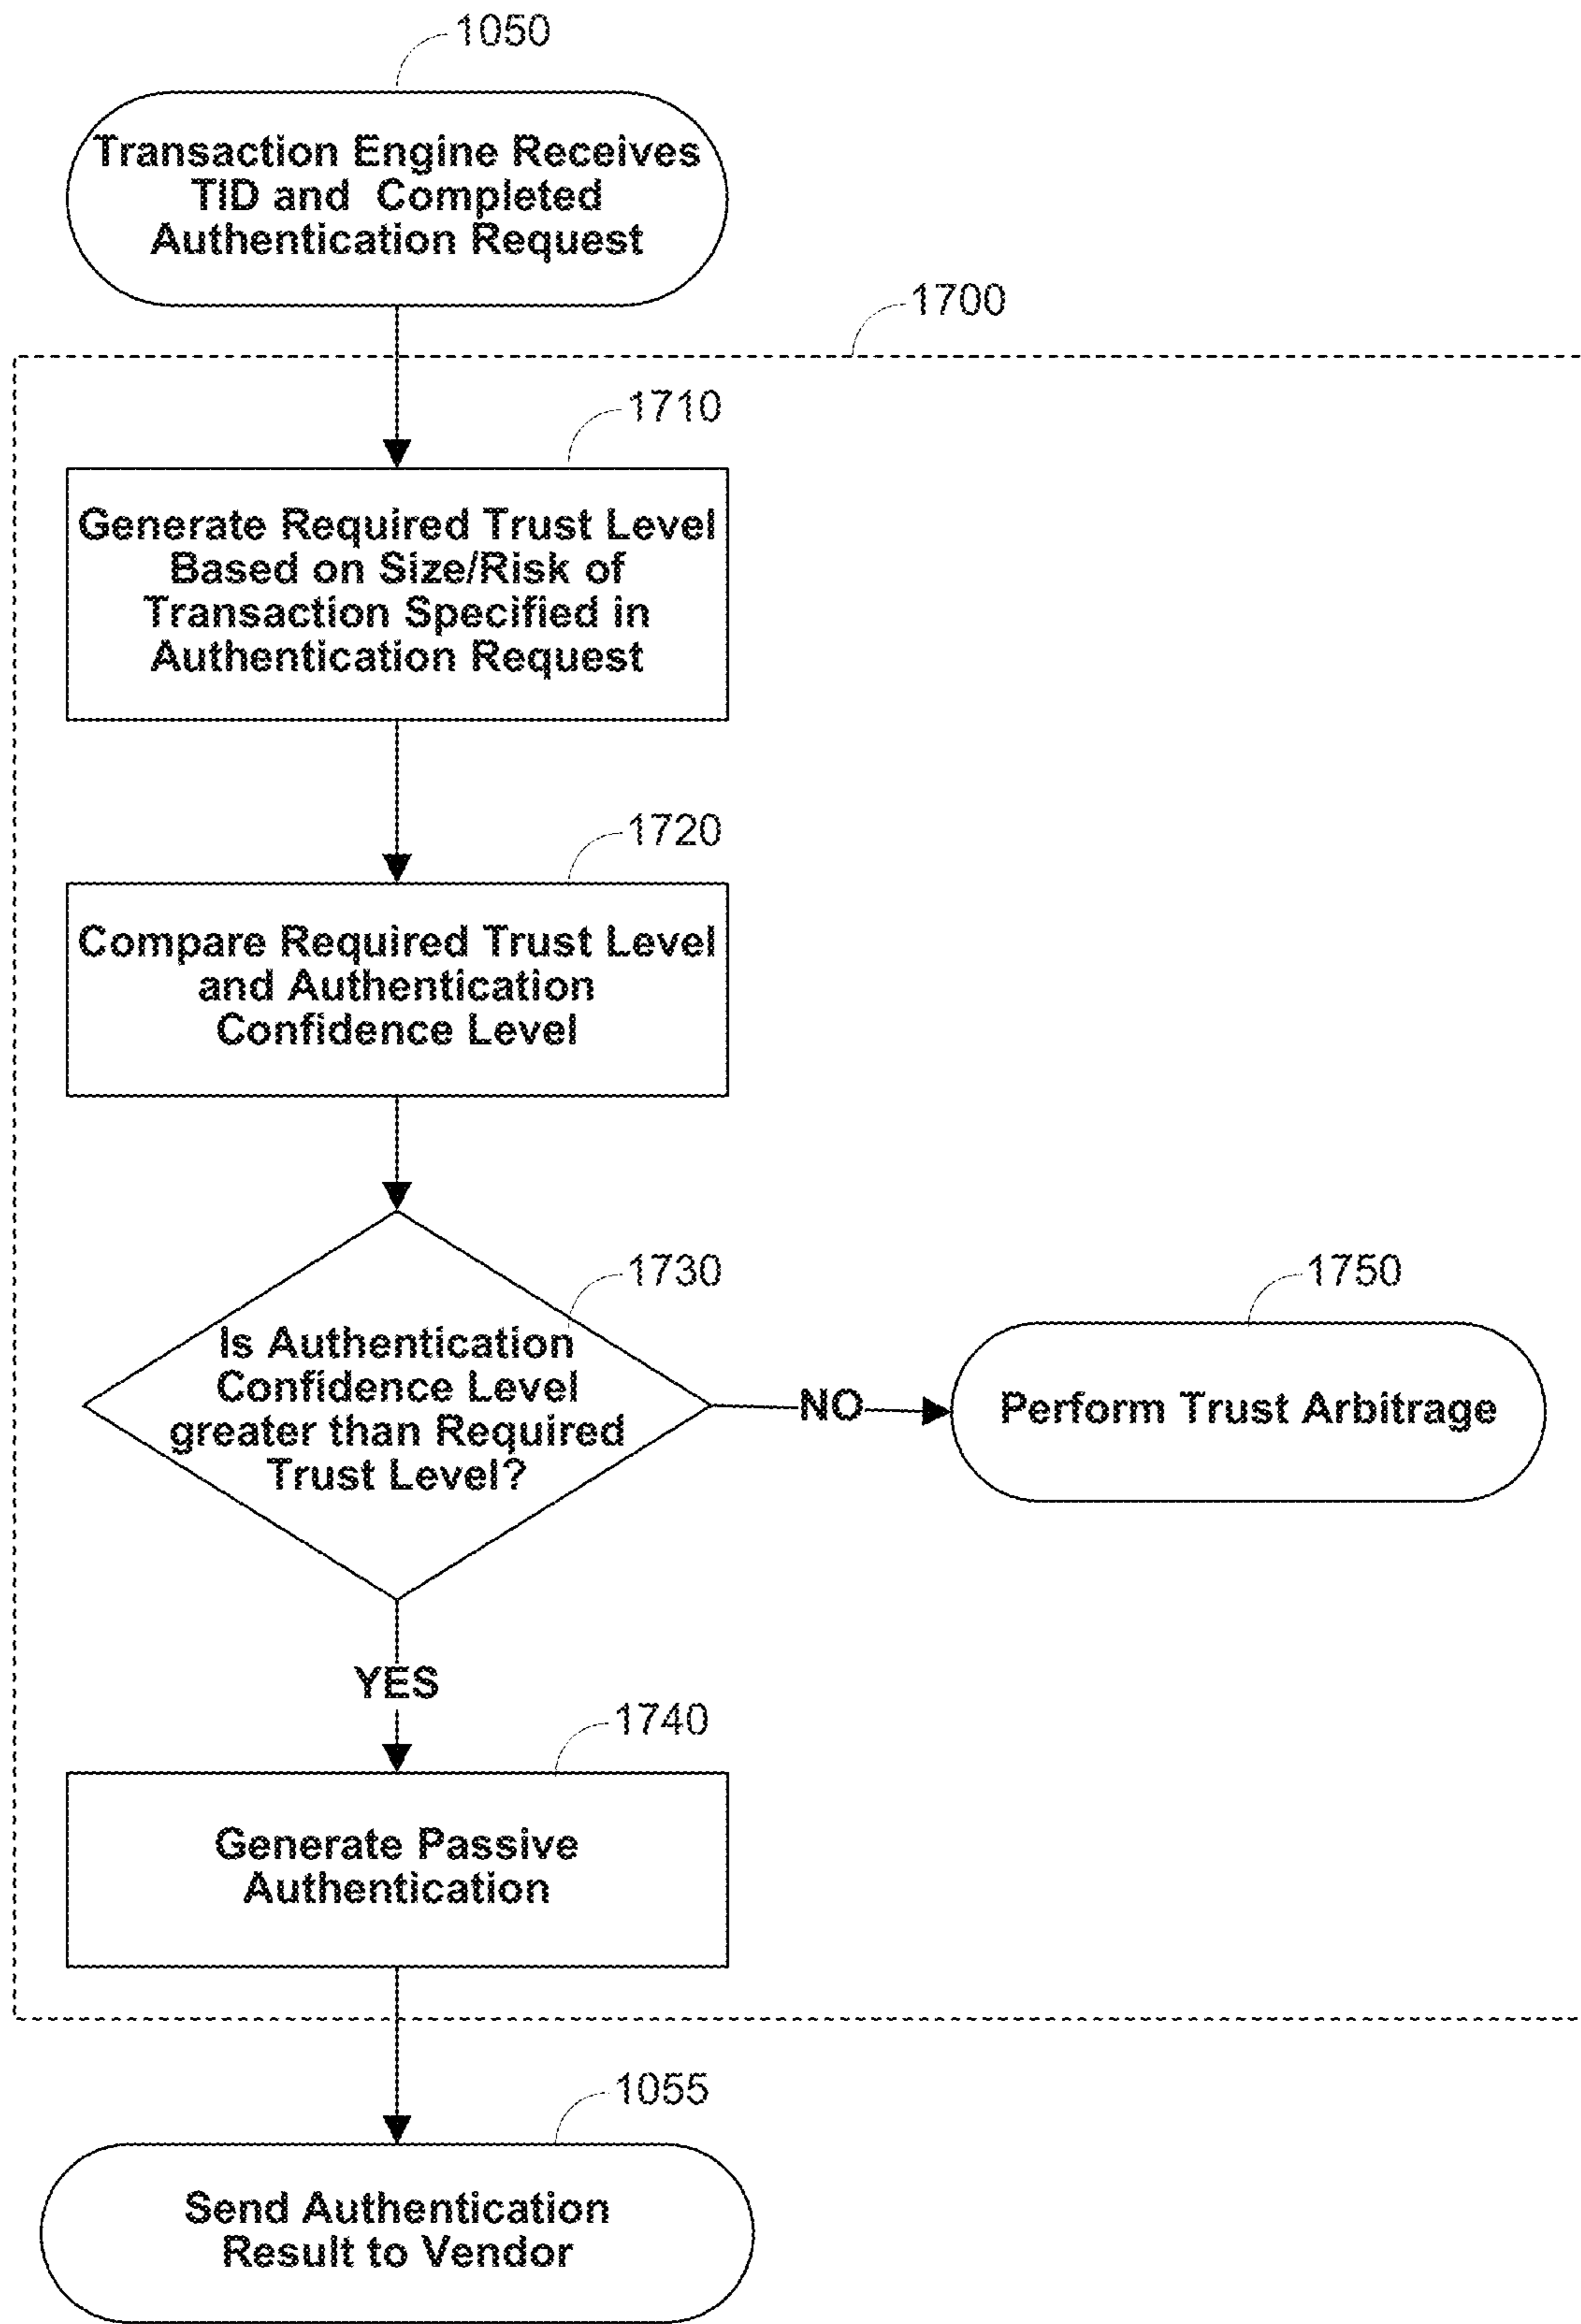 1050
Transaction Engine Receives
TID and Completed
Authentication Request
1700
1710
Generate Required Trust Level
Based on Size/Risk of
Transaction Specified in
Authentication Request
1720
Compare Required Trust Level
and Authentication
Confidence Level
1730
Is Authentication
Confidence Level
greater than Required
Trust Level?
NO
1750
Perform Trust Arbitrage
YES
1740
Generate Passive
Authentication
1055
Send Authentication
Result to Vendor